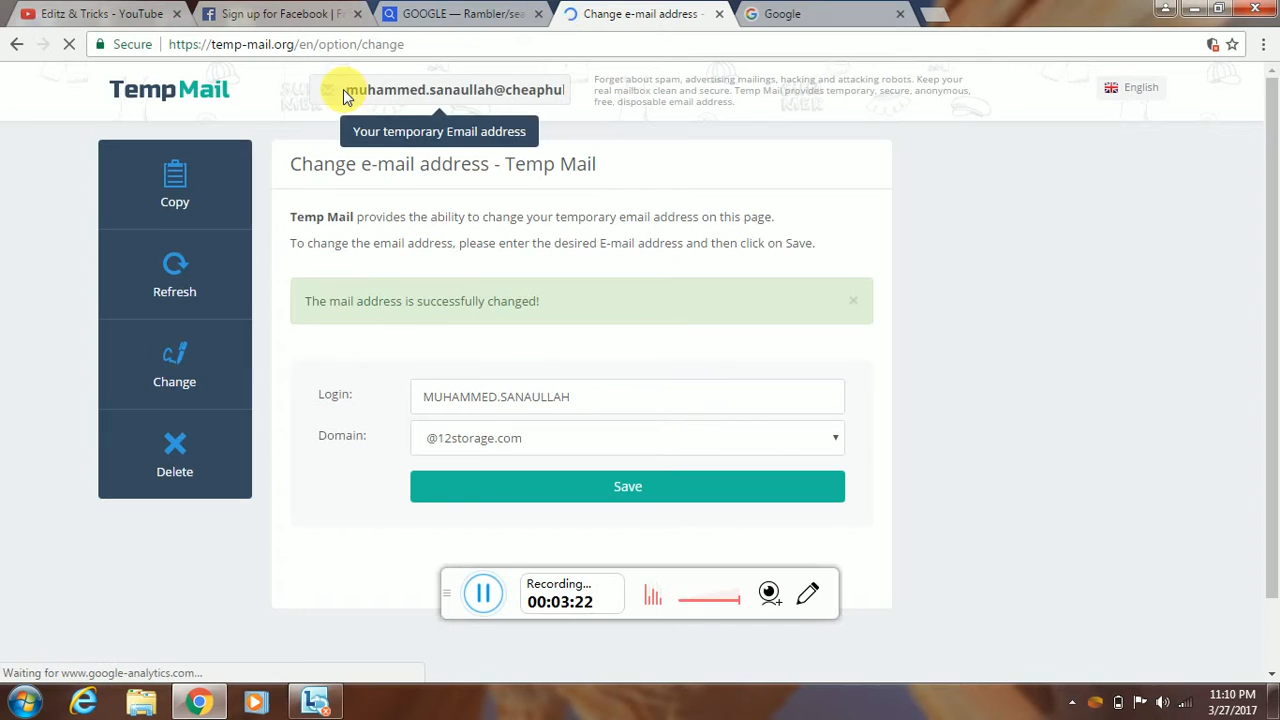 Editz & Tricks - YouTube
Sign up for Facebook | F
GOOGLE — Rambler/sea
Change e-mail address -
Google
Secure
https://temp-mail.org/en/option/change
TempMail
muhammed.sanaullah@cheaphu
Forget about spam, advertising mailings, hacking and attacking robots. Keep your
real mailbox clean and secure. Temp Mail provides temporary, secure, anonymous,
free, disposable email address.
English
Your temporary Email address
Copy
Refresh
Change
Delete
Change e-mail address - Temp Mail
Temp Mail provides the ability to change your temporary email address on this page.
To change the email address, please enter the desired E-mail address and then click on Save.
The mail address is successfully changed!
Login:
MUHAMMED.SANAULLAH
Domain:
@12storage.com
Save
Recording...
00:03:22
Waiting for www.google-analytics.com...
11:10 PM
3/27/2017